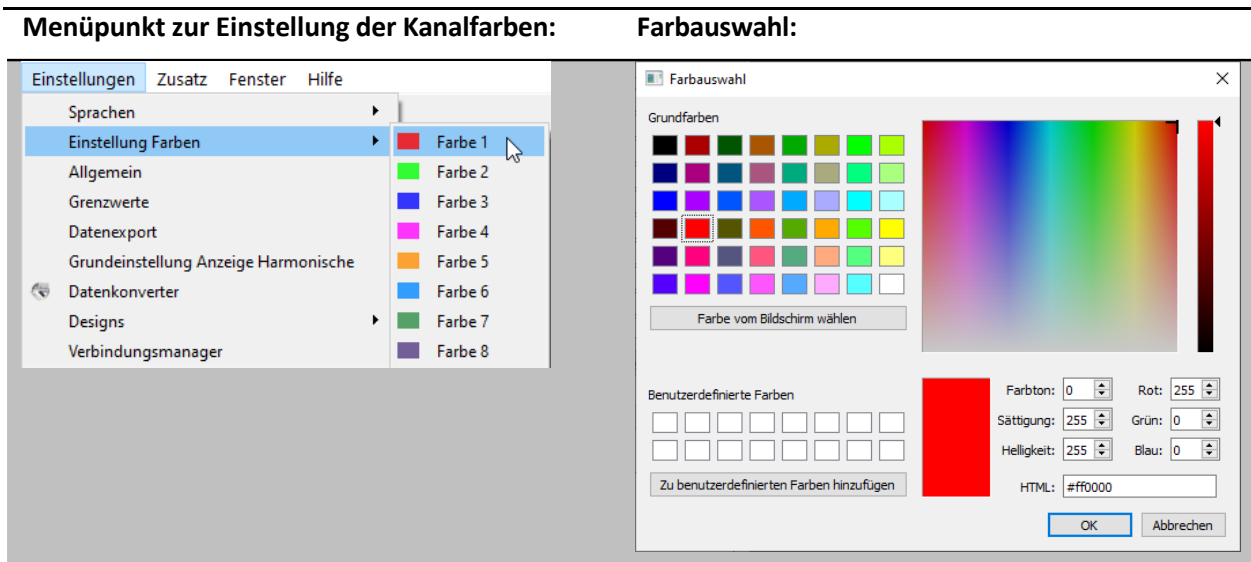 Menüpunkt zur Einstellung der Kanalfarben:
Farbauswahl:
Einstellungen Zusatz Fenster Hilfe
Sprachen
Einstellung Farben
Allgemein
Grenzwerte
Datenexport
Grundeinstellung Anzeige Harmonische
Datenkonverter
Designs
Verbindungsmanager
Farbe 1
Farbe 2
Farbe 3
Farbe 4
Farbe 5
Farbe 6
Farbe 7
Farbe 8
Farbauswahl
Grundfarben
Farbe vom Bildschirm wählen
Benutzerdefinierte Farben
Zu benutzerdefinierten Farben hinzufügen
Farbton: 0 Rot: 255
Sättigung: 255 Grün: 0
Helligkeit: 255 Blau: 0
HTML: #ff0000
OK Abbrechen